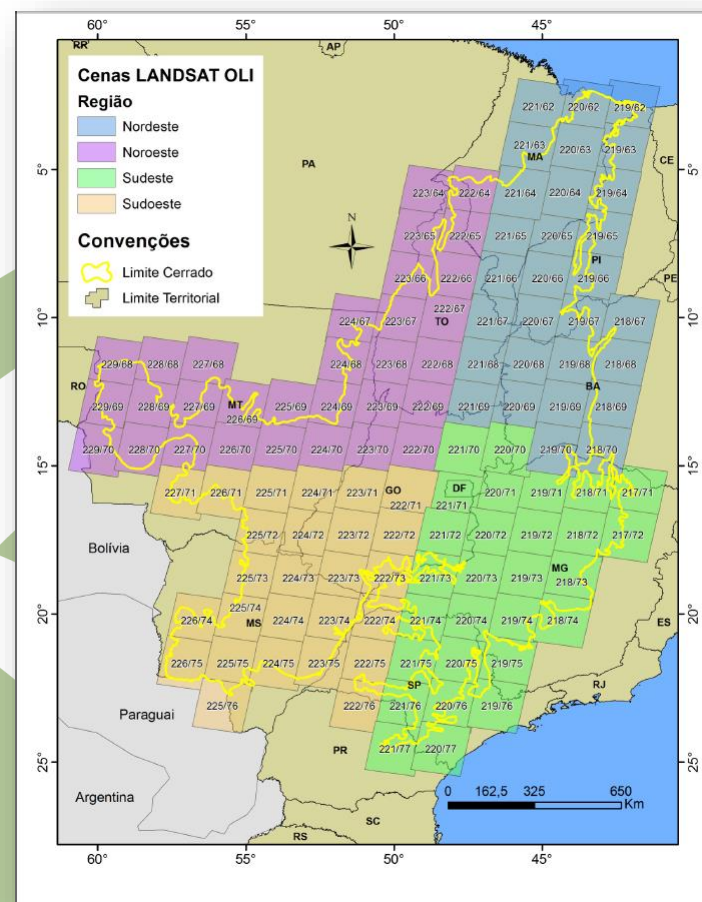 60° 55° 50° 45°
RR
AP
Cenas LANDSAT OLI
Região
Nordeste
Noroeste
Sudeste
Sudoeste
Convenções
Limite Cerrado
Limite Territorial
N
PA
MA
CE
PI
PE
TO
BA
RO
MT
GO
DF
MG
MS
ES
SP
RJ
PR
SC
RS
Bolívia
Paraguai
Argentina
5° 5°
10° 10°
15° 15°
20° 20°
25° 25°
221/62 220/62 219/62
221/63 220/63 219/63
223/64 222/64 221/64 220/64 219/64
223/65 222/65 221/65 220/65 219/65
223/66 222/66 221/66 220/66 219/66
224/67 223/67 222/67 221/67 220/67 219/67 218/67
229/68 228/68 227/68 224/68 223/68 222/68 221/68 220/68 219/68 218/68
229/69 228/69 227/69 226/69 225/69 224/69 223/69 222/69 221/69 220/69 219/69 218/69
229/70 228/70 227/70 226/70 225/70 224/70 223/70 222/70 221/70 220/70 219/70 218/70
227/71 226/71 225/71 224/71 223/71 222/71 221/71 220/71 219/71 218/71 217/71
225/72 224/72 223/72 222/72 221/72 220/72 219/72 218/72 217/72
225/73 224/73 223/73 222/73 221/73 220/73 219/73 218/73
226/74 225/74 224/74 223/74 222/74 221/74 220/74 219/74 218/74
226/75 225/75 224/75 223/75 222/75 221/75 220/75 219/75
225/76 222/76 221/76 220/76 219/76
221/77 220/77
0 162,5 325 650
Km
60° 55° 50° 45°